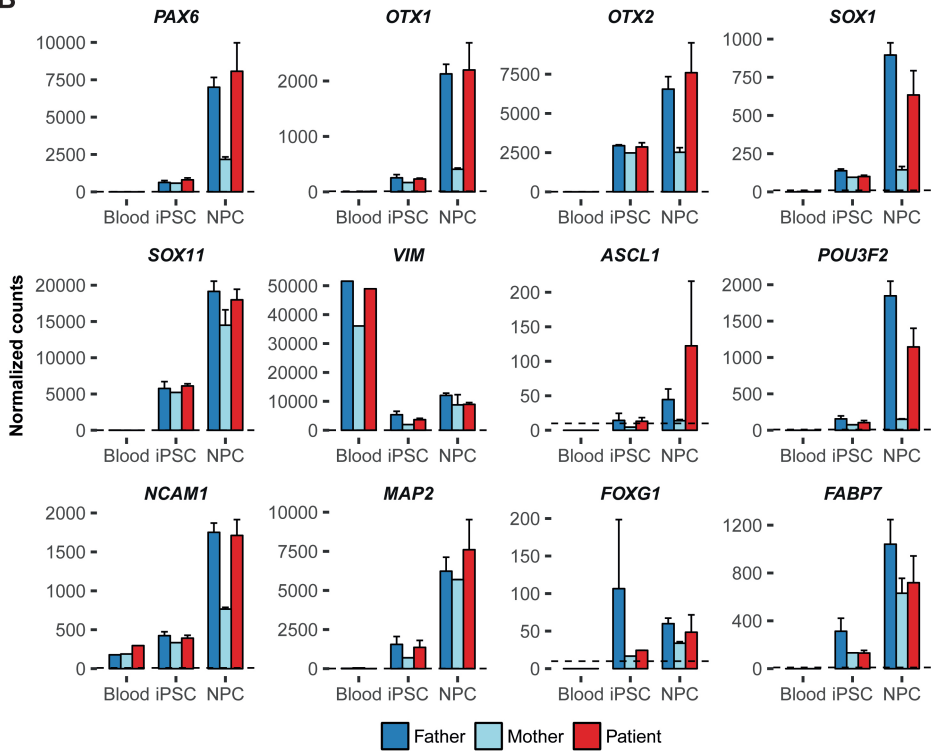 B
PAX6 OTX1 OTX2 SOX1
10000 7500 5000 2500 0
2000 1000 0
7500 5000 2500 0
1000 750 500 250 0
Blood iPSC NPC Blood iPSC NPC Blood iPSC NPC Blood iPSC NPC
Normalized counts
SOX11 VIM ASCL1 POU3F2
20000 15000 10000 5000 0
50000 40000 30000 20000 10000 0
200 150 100 50 0
2000 1500 1000 500 0
Blood iPSC NPC Blood iPSC NPC Blood iPSC NPC Blood iPSC NPC
NCAM1 MAP2 FOXG1 FABP7
2000 1500 1000 500 0
10000 7500 5000 2500 0
200 150 100 50 0
1200 800 400 0
Blood iPSC NPC Blood iPSC NPC Blood iPSC NPC Blood iPSC NPC
Father Mother Patient